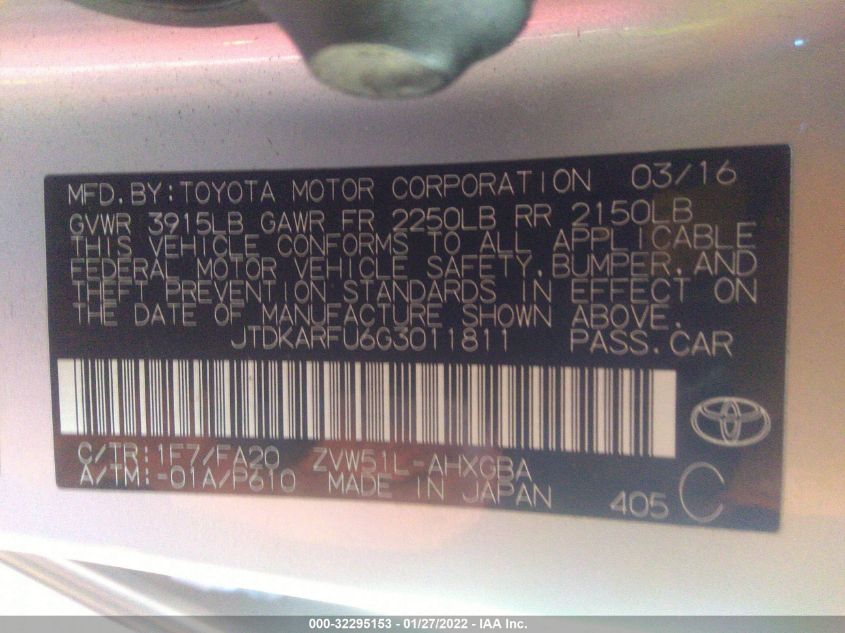 MFD.BY:TOYOTA MOTOR CORPORATION 03/16
GVWR 3915LB GAWR FR 2250LB RR 2150LB
THIS VEHICLE CONFORMS TO ALL APPLICABLE
FEDERAL MOTOR VEHICLE SAFETY,BUMPER,AND
THEFT PREVENTION STANDARDS IN EFFECT ON
THE DATE OF MANUFACTURE SHOWN ABOVE.
JTDKARFU6G3011811 PASS.CAR
C/TR:1F7/FA20 ZVW51L-AHXGBA
A/TM:-01A/P610 MADE IN JAPAN 405 C
000-32295153 - 01/27/2022 - IAA Inc.